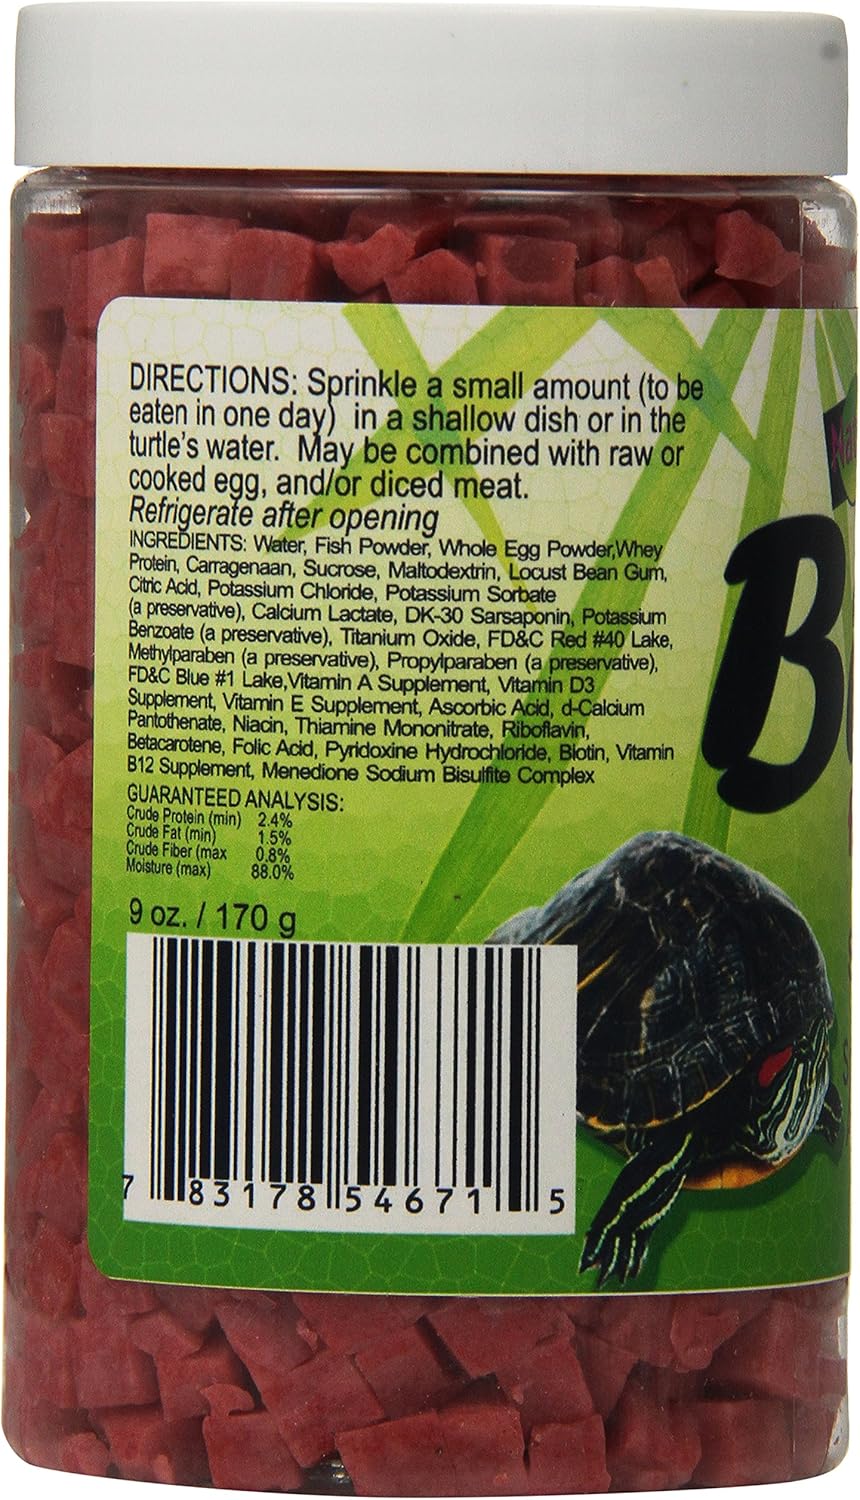 DIRECTIONS: Sprinkle a small amount (to be
eaten in one day) in a shallow dish or in the
turtle's water. May be combined with raw or
cooked egg, and/or diced meat.
Refrigerate after opening
INGREDIENTS: Water, Fish Powder, Whole Egg Powder,Whey
Protein, Carragenaan, Sucrose, Maltodextrin, Locust Bean Gum,
Citric Acid, Potassium Chloride, Potassium Sorbate
(a preservative), Calcium Lactate, DK-30 Sarsaponin, Potassium
Benzoate (a preservative), Titanium Oxide, FD&C Red #40 Lake,
Methylparaben (a preservative), Propylparaben (a preservative),
FD&C Blue #1 Lake,Vitamin A Supplement, Vitamin D3
Supplement, Vitamin E Supplement, Ascorbic Acid, d-Calcium
Pantothenate, Niacin, Thiamine Mononitrate, Riboflavin,
Betacarotene, Folic Acid, Pyridoxine Hydrochloride, Biotin, Vitamin
B12 Supplement, Menedione Sodium Bisulfite Complex
GUARANTEED ANALYSIS:
Crude Protein (min) 2.4%
Crude Fat (min) 1.5%
Crude Fiber (max 0.8%
Moisture (max) 88.0%
9 oz. / 170 g
7 83178 54671 5